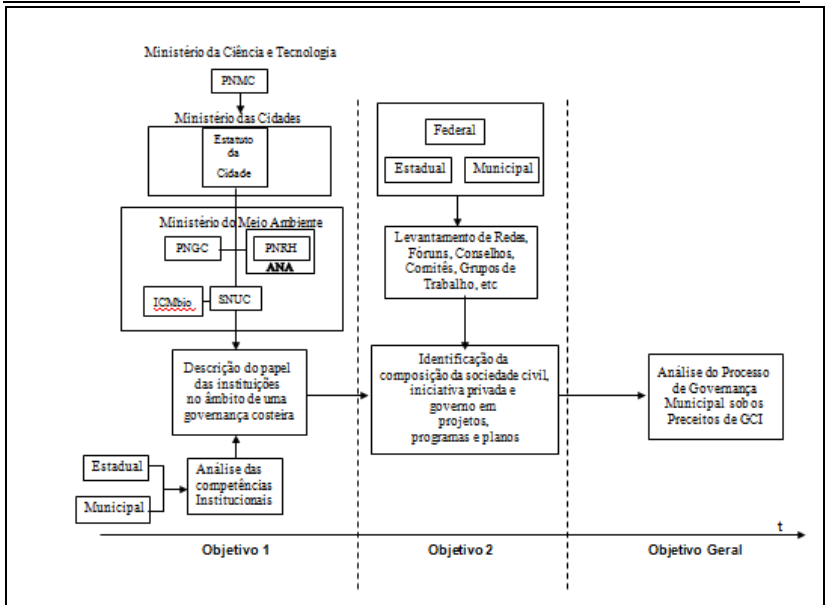 Ministério da Ciência e Tecnologia
PNMC
Ministério das Cidades
Estatuto
da
Cidade
Ministério do Meio Ambiente
PNGC
PNRH
ANA
ICMbio
SNUC
Descrição do papel
das instituições
no âmbito de uma
governança costeira
Estadual
Municipal
Análise das
competências
Institucionais
Federal
Estadual
Municipal
Levantamento de Redes,
Fóruns, Conselhos,
Comitês, Grupos de
Trabalho, etc
Identificação da
composição da sociedade civil,
iniciativa privada e
governo em
projetos,
programas e planos
Análise do Processo
de Governança
Municipal sob os
Preceitos de GCI
t
Objetivo 1
Objetivo 2
Objetivo Geral